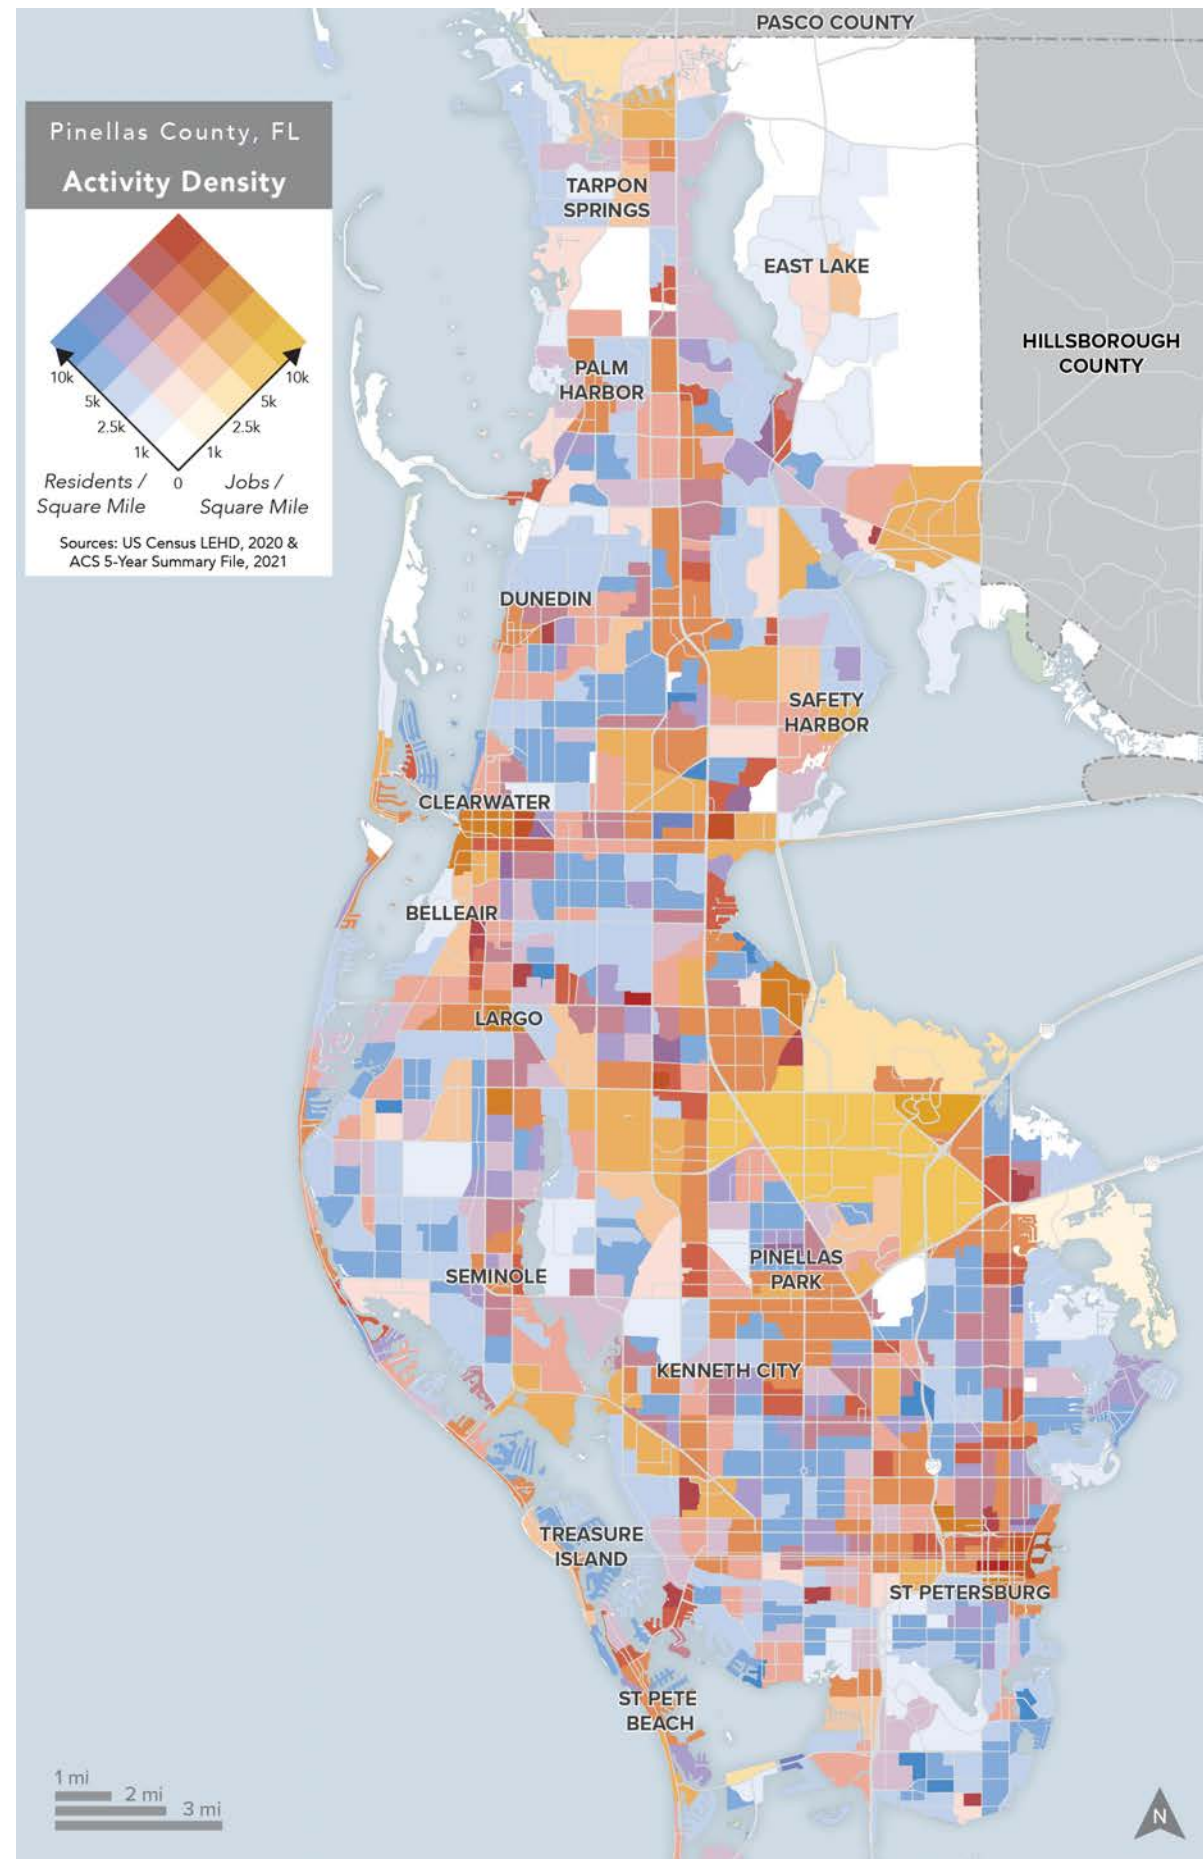 PASCO COUNTY
Pinellas County, FL
Activity Density
10k
10k
5k
5k
2.5k
2.5k
1k
1k
0
Residents /
Square Mile
Jobs /
Square Mile
Sources: US Census LEHD, 2020 &
ACS 5-Year Summary File, 2021
TARPON
SPRINGS
EAST LAKE
HILLSBOROUGH
COUNTY
PALM
HARBOR
DUNEDIN
SAFETY
HARBOR
CLEARWATER
BELLEAIR
LARGO
SEMINOLE
PINELLAS
PARK
KENNETH CITY
TREASURE
ISLAND
ST PETERSBURG
ST PETE
BEACH
1 mi
2 mi
3 mi
N